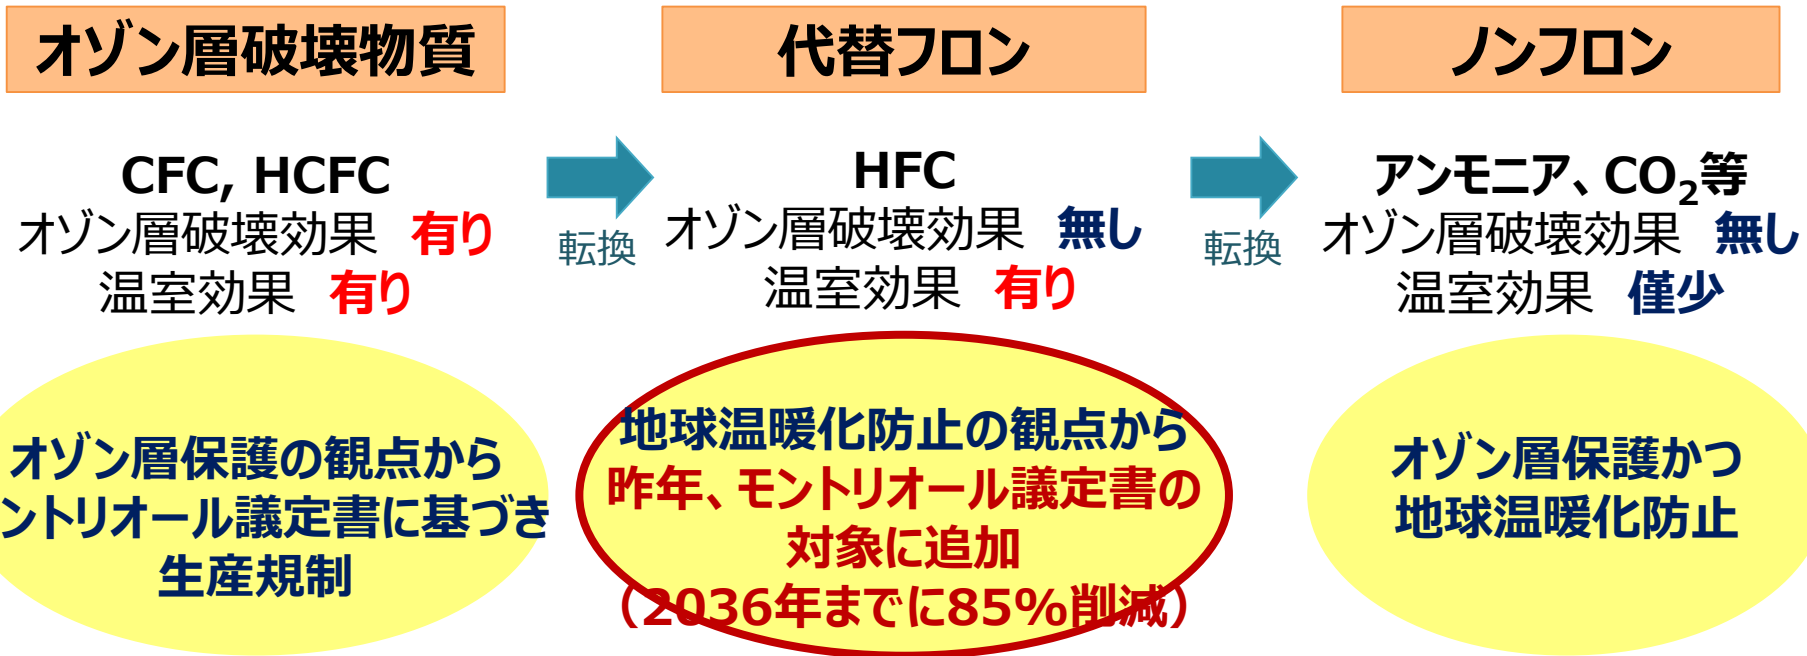 オゾン層破壊物質
CFC, HCFC
オゾン層破壊効果 有り
温室効果 有り
オゾン層保護の観点から
ントリオール議定書に基づき
生産規制
転換
代替フロン
HFC
オゾン層破壊効果 無し
温室効果 有り
地球温暖化防止の観点から
昨年、モントリオール議定書の
対象に追加
（2036年までに85%削減）
転換
ノンフロン
アンモニア、CO₂等
オゾン層破壊効果 無し
温室効果 僅少
オゾン層保護かつ
地球温暖化防止